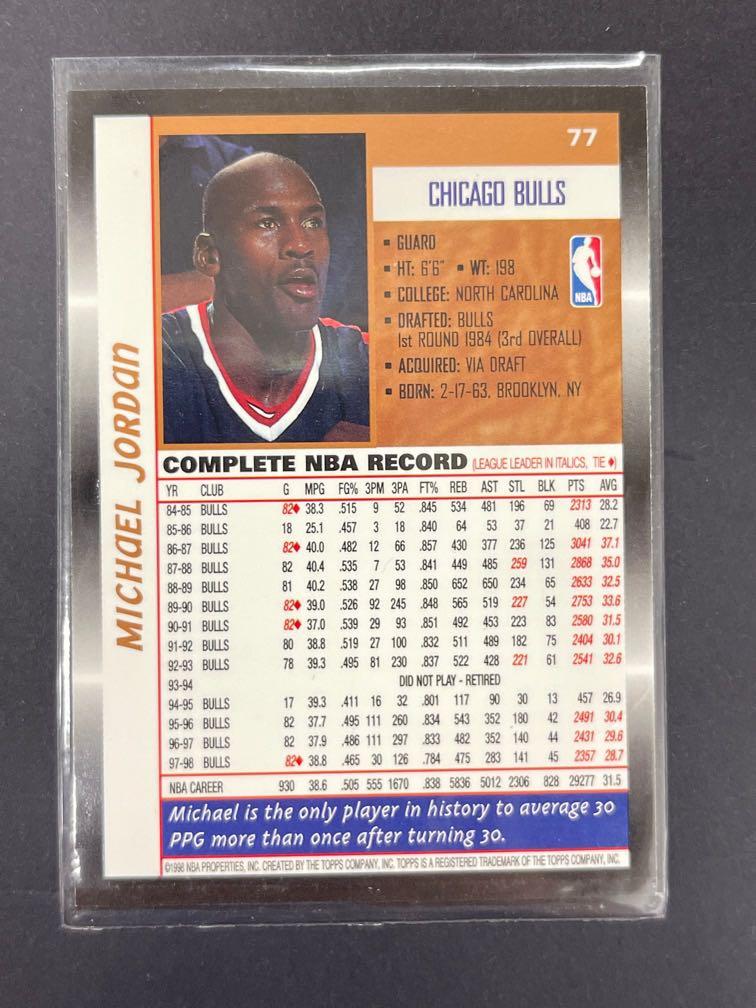 77
CHICAGO BULLS
▪ GUARD
▪ HT: 6'6" ▪ WT: 198
▪ COLLEGE: NORTH CAROLINA
▪ DRAFTED: BULLS
1st ROUND 1984 (3rd OVERALL)
▪ ACQUIRED: VIA DRAFT
▪ BORN: 2-17-63, BROOKLYN, NY
NBA
MICHaEL JORDan
COMPLETE NBA RECORD (LEAGUE LEADER IN ITALICS, TIE ♦)
YR CLUB G MPG FG% 3PM 3PA FT% REB AST STL BLK PTS AVG
84-85 BULLS 82♦ 38.3 .515 9 52 .845 534 481 196 69 2313 28.2
85-86 BULLS 18 25.1 .457 3 18 .840 64 53 37 21 408 22.7
86-87 BULLS 82♦ 40.0 .482 12 66 .857 430 377 236 125 3041 37.1
87-88 BULLS 82 40.4 .535 7 53 .841 449 485 259 131 2868 35.0
88-89 BULLS 81 40.2 .538 27 98 .850 652 650 234 65 2633 32.5
89-90 BULLS 82♦ 39.0 .526 92 245 .848 565 519 227 54 2753 33.6
90-91 BULLS 82♦ 37.0 .539 29 93 .851 492 453 223 83 2580 31.5
91-92 BULLS 80 38.8 .519 27 100 .832 511 489 182 75 2404 30.1
92-93 BULLS 78 39.3 .495 81 230 .837 522 428 221 61 2541 32.6
93-94 DID NOT PLAY - RETIRED
94-95 BULLS 17 39.3 .411 16 32 .801 117 90 30 13 457 26.9
95-96 BULLS 82 37.7 .495 111 260 .834 543 352 180 42 2491 30.4
96-97 BULLS 82 37.9 .486 111 297 .833 482 352 140 44 2431 29.6
97-98 BULLS 82♦ 38.8 .465 30 126 .784 475 283 141 45 2357 28.7
NBA CAREER 930 38.6 .505 555 1670 .838 5836 5012 2306 828 29277 31.5
Michael is the only player in history to average 30
PPG more than once after turning 30.
©1998 NBA PROPERTIES, INC. CREATED BY THE TOPPS COMPANY, INC. TOPPS IS A REGISTERED TRADEMARK OF THE TOPPS COMPANY, INC.